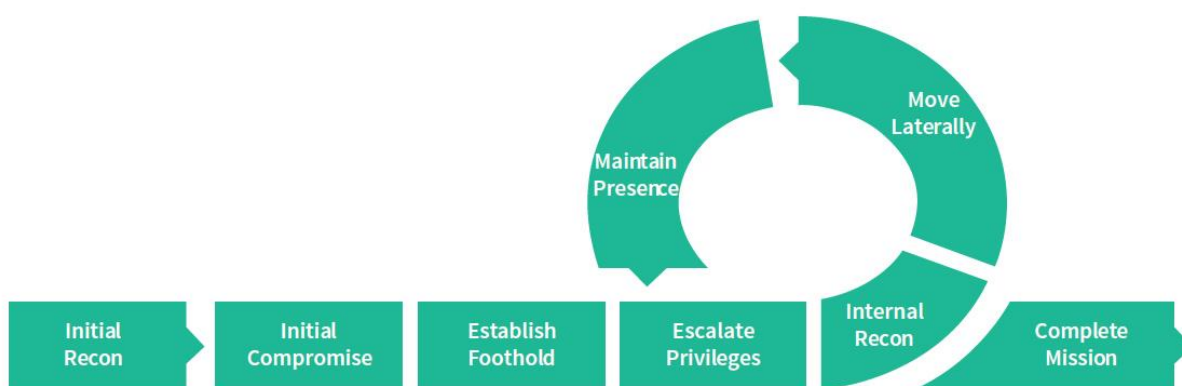 Move
Laterally
Maintain
Presence
Initial
Recon
Initial
Compromise
Establish
Foothold
Escalate
Privileges
Internal
Recon
Complete
Mission